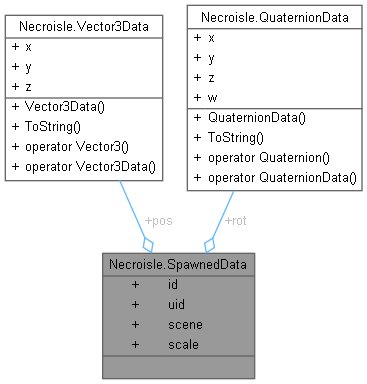 Necroisle.Vector3Data
+ x
+ y
+ z
+ Vector3Data()
+ ToString()
+ operator Vector3()
+ operator Vector3Data()
Necroisle.QuaternionData
+ x
+ y
+ z
+ w
+ QuaternionData()
+ ToString()
+ operator Quaternion()
+ operator QuaternionData()
+pos
+rot
Necroisle.SpawnedData
+ id
+ uid
+ scene
+ scale